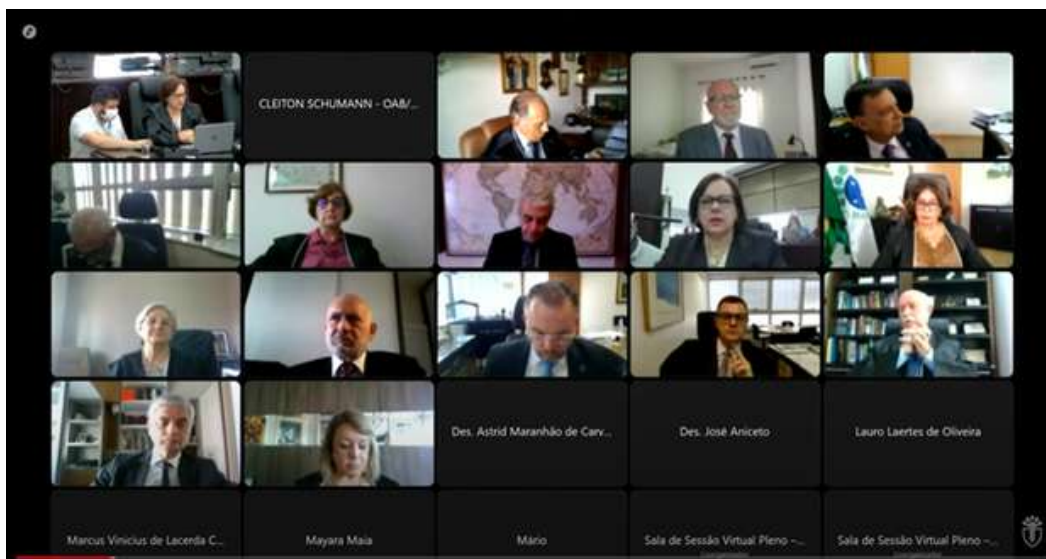 CLEITON SCHUMANN - OAB/...
Des. Astrid Maranhão de Carv...
Des. José Aniceto
Lauro Laertes de Oliveira
Marcus Vinicius de Lacerda C...
Mayara Maia
Mário
Sala de Sessão Virtual Pleno –...
Sala de Sessão Virtual Pleno –...